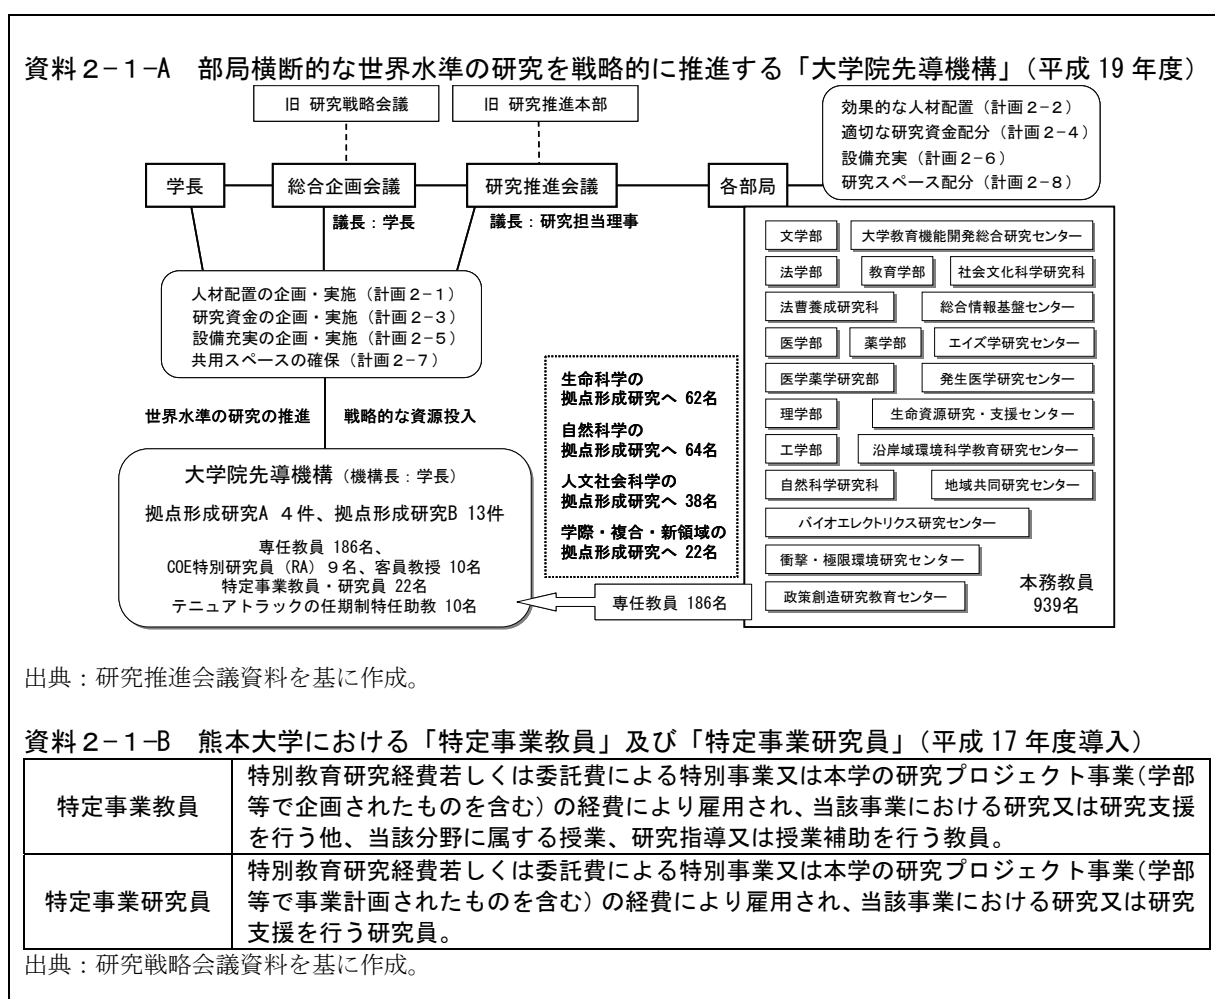 資料２－１－A　部局横断的な世界水準の研究を戦略的に推進する「大学院先導機構」（平成 19 年度）
旧 研究戦略会議
旧 研究推進本部
効果的な人材配置（計画２－２）
適切な研究資金配分（計画２－４）
設備充実（計画２－６）
研究スペース配分（計画２－８）
学長
総合企画会議
研究推進会議
各部局
議長：学長
議長：研究担当理事
人材配置の企画・実施（計画２－１）
研究資金の企画・実施（計画２－３）
設備充実の企画・実施（計画２－５）
共用スペースの確保（計画２－７）
世界水準の研究の推進
戦略的な資源投入
大学院先導機構（機構長：学長）
拠点形成研究A ４件、拠点形成研究B 13件
専任教員 186名、
COE特別研究員（RA）９名、客員教授 10名
特定事業教員・研究員 22名
テニュアトラックの任期制特任助教 10名
生命科学の
拠点形成研究へ 62名
自然科学の
拠点形成研究へ 64名
人文社会科学の
拠点形成研究へ 38名
学際・複合・新領域の
拠点形成研究へ 22名
専任教員 186名
文学部　大学教育機能開発総合研究センター
法学部　教育学部　社会文化科学研究科
法曹養成研究科　総合情報基盤センター
医学部　薬学部　エイズ学研究センター
医学薬学研究部　発生医学研究センター
理学部　生命資源研究・支援センター
工学部　沿岸域環境科学教育研究センター
自然科学研究科　地域共同研究センター
バイオエレクトリクス研究センター
衝撃・極限環境研究センター
政策創造研究教育センター
本務教員
939名
出典：研究推進会議資料を基に作成。
資料２－１－B　熊本大学における「特定事業教員」及び「特定事業研究員」（平成 17 年度導入）
特定事業教員
特別教育研究経費若しくは委託費による特別事業又は本学の研究プロジェクト事業（学部
等で企画されたものを含む）の経費により雇用され、当該事業における研究又は研究支援
を行う他、当該分野に属する授業、研究指導又は授業補助を行う教員。
特定事業研究員
特別教育研究経費若しくは委託費による特別事業又は本学の研究プロジェクト事業（学部
等で事業計画されたものを含む）の経費により雇用され、当該事業における研究又は研究
支援を行う研究員。
出典：研究戦略会議資料を基に作成。